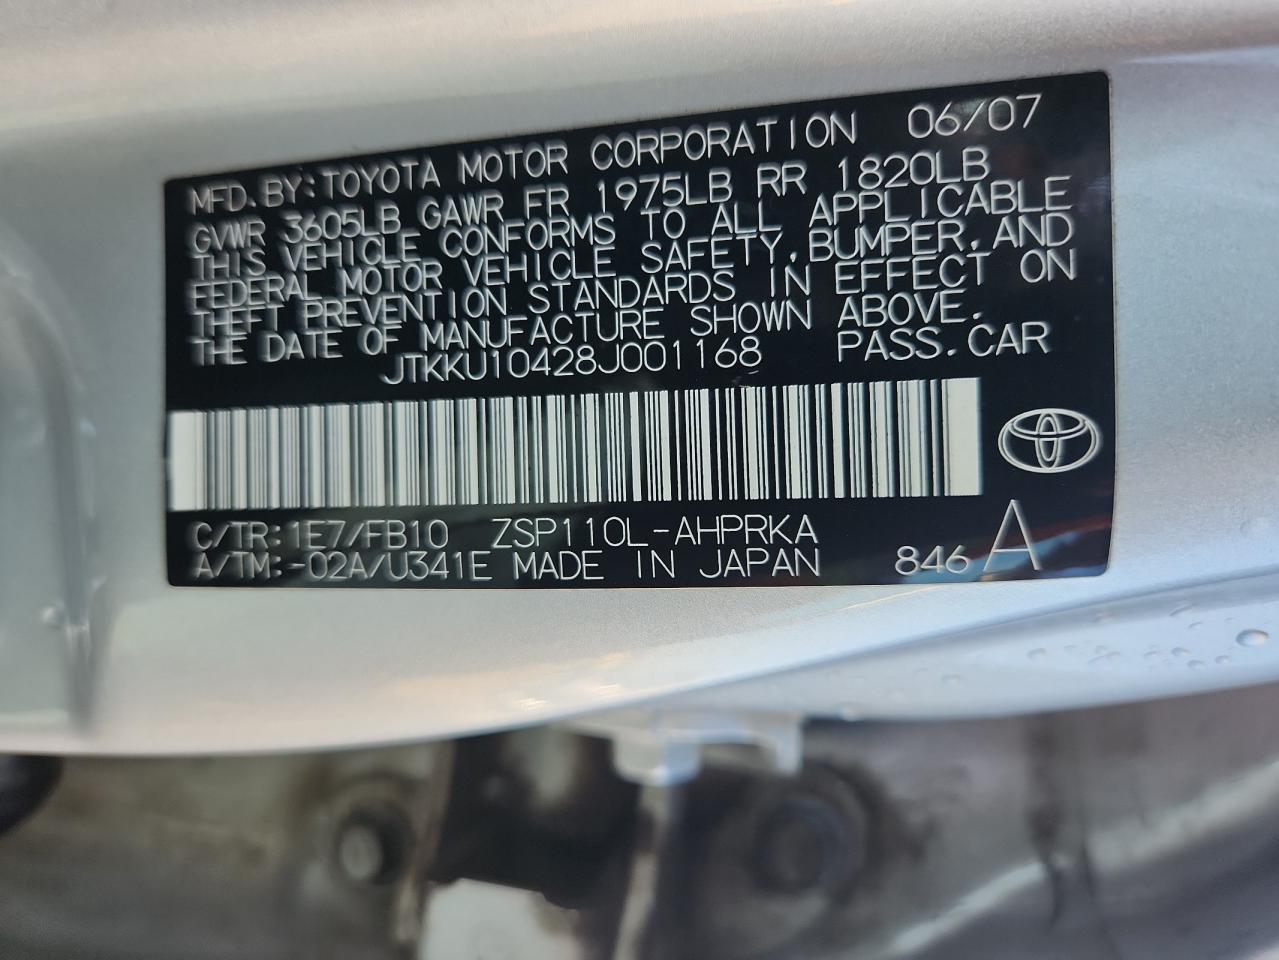 MFD.BY:TOYOTA MOTOR CORPORATION 06/07
GVWR 3605LB GAWR FR 1975LB RR 1820LB
THIS VEHICLE CONFORMS TO ALL APPLICABLE
FEDERAL MOTOR VEHICLE SAFETY,BUMPER,AND
THEFT PREVENTION STANDARDS IN EFFECT ON
THE DATE OF MANUFACTURE SHOWN ABOVE.
JTKKU10428J001168 PASS.CAR
C/TR:1E7/FB10 ZSP110L-AHPRKA
A/TM:-02A/U341E MADE IN JAPAN 846 A